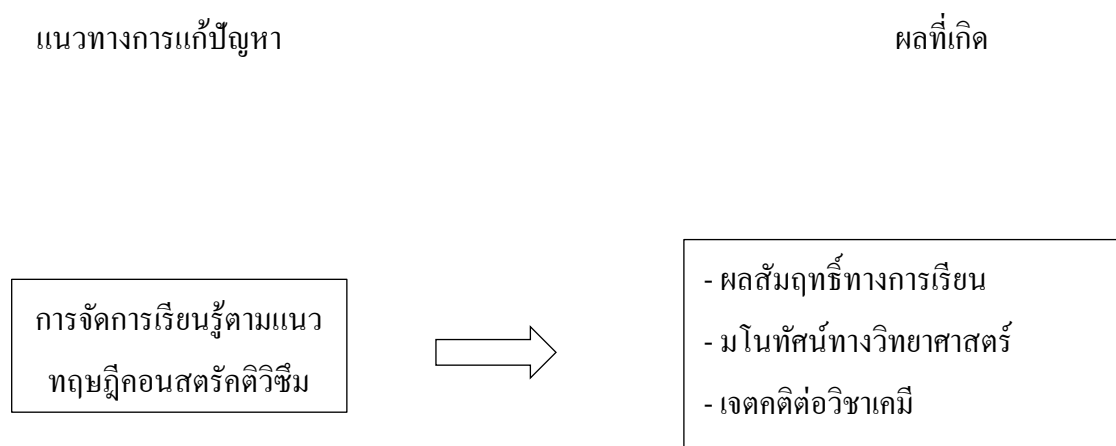 แนวทางการแก้ปัญหา
ผลที่เกิด
การจัดการเรียนรู้ตามแนว
ทฤษฎีคอนสตรัคติวิซึม
- ผลสัมฤทธิ์ทางการเรียน
- มโนทัศน์ทางวิทยาศาสตร์
- เจตคติต่อวิชาเคมี